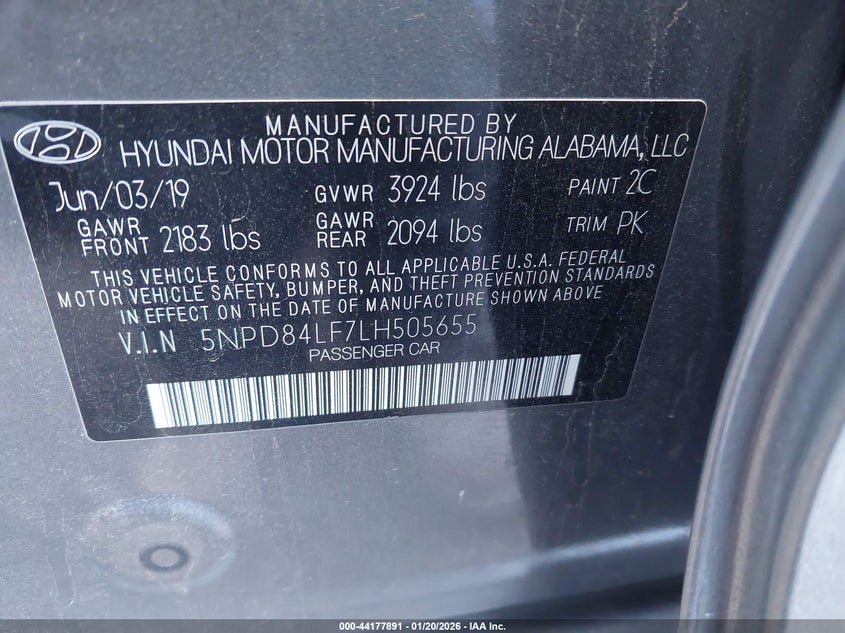 MANUFACTURED BY
HYUNDAI MOTOR MANUFACTURING ALABAMA, LLC
Jun/03/19 GVWR 3924 lbs PAINT 2C
GAWR FRONT 2183 lbs GAWR REAR 2094 lbs TRIM PK
THIS VEHICLE CONFORMS TO ALL APPLICABLE U.S.A. FEDERAL
MOTOR VEHICLE SAFETY, BUMPER, AND THEFT PREVENTION STANDARDS
IN EFFECT ON THE DATE OF MANUFACTURE SHOWN ABOVE
V.I.N 5NPD84LF7LH505655
PASSENGER CAR
000-44177891 - 01/20/2026 - IAA Inc.